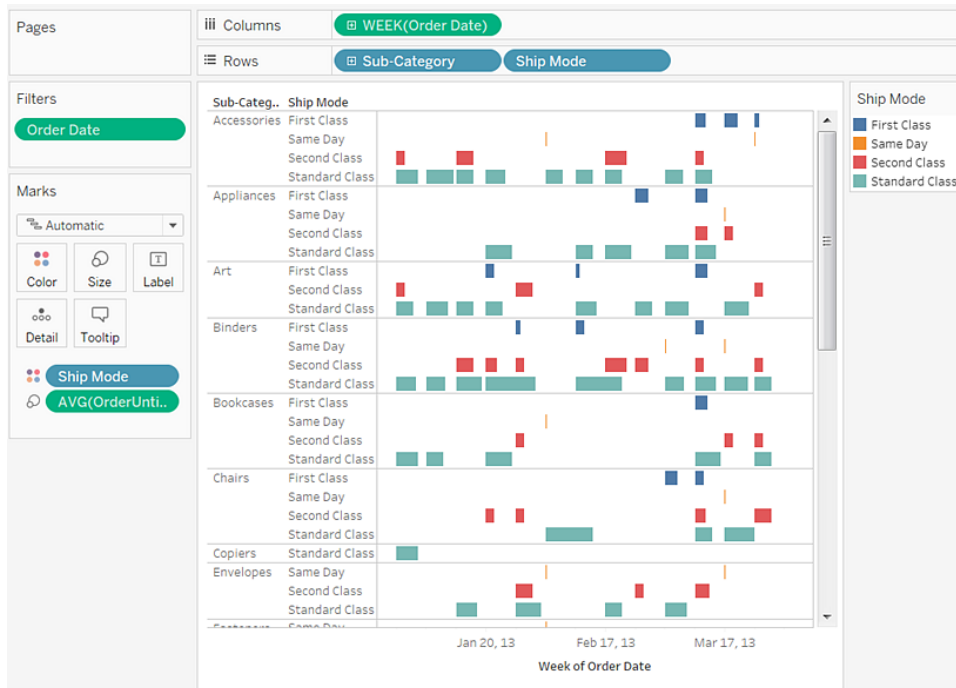 Pages
Columns
WEEK(Order Date)
Rows
Sub-Category
Ship Mode
Filters
Order Date
Marks
Automatic
Color
Size
Label
Detail
Tooltip
Ship Mode
AVG(OrderUnti..
Sub-Categ.. Ship Mode
Accessories First Class
Same Day
Second Class
Standard Class
Appliances First Class
Same Day
Second Class
Standard Class
Art First Class
Second Class
Standard Class
Binders First Class
Same Day
Second Class
Standard Class
Bookcases First Class
Same Day
Second Class
Standard Class
Chairs First Class
Same Day
Second Class
Standard Class
Copiers Standard Class
Envelopes Same Day
Second Class
Standard Class
Fasteners Same Day
Jan 20, 13 Feb 17, 13 Mar 17, 13
Week of Order Date
Ship Mode
First Class
Same Day
Second Class
Standard Class